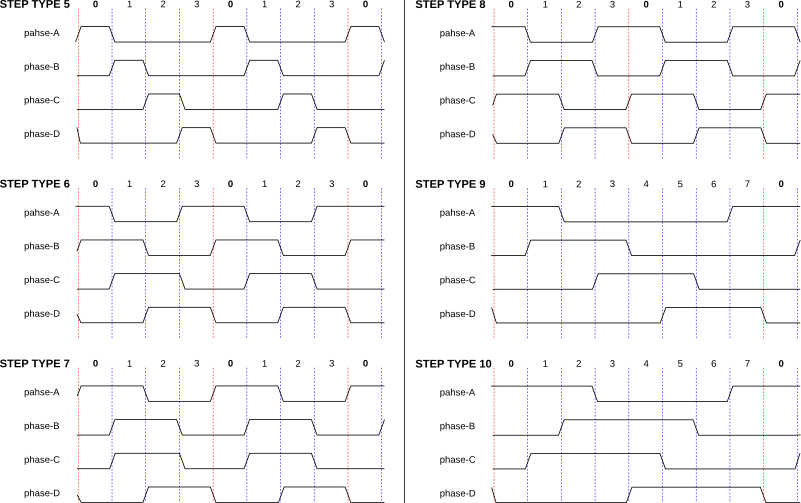 STEP TYPE 5 0 1 2 3 0 1 2 3 0
pahse-A
phase-B
phase-C
phase-D
STEP TYPE 6 0 1 2 3 0 1 2 3 0
pahse-A
phase-B
phase-C
phase-D
STEP TYPE 7 0 1 2 3 0 1 2 3 0
pahse-A
phase-B
phase-C
phase-D
STEP TYPE 8 0 1 2 3 0 1 2 3 0
pahse-A
phase-B
phase-C
phase-D
STEP TYPE 9 0 1 2 3 4 5 6 7 0
pahse-A
phase-B
phase-C
phase-D
STEP TYPE 10 0 1 2 3 4 5 6 7 0
pahse-A
phase-B
phase-C
phase-D